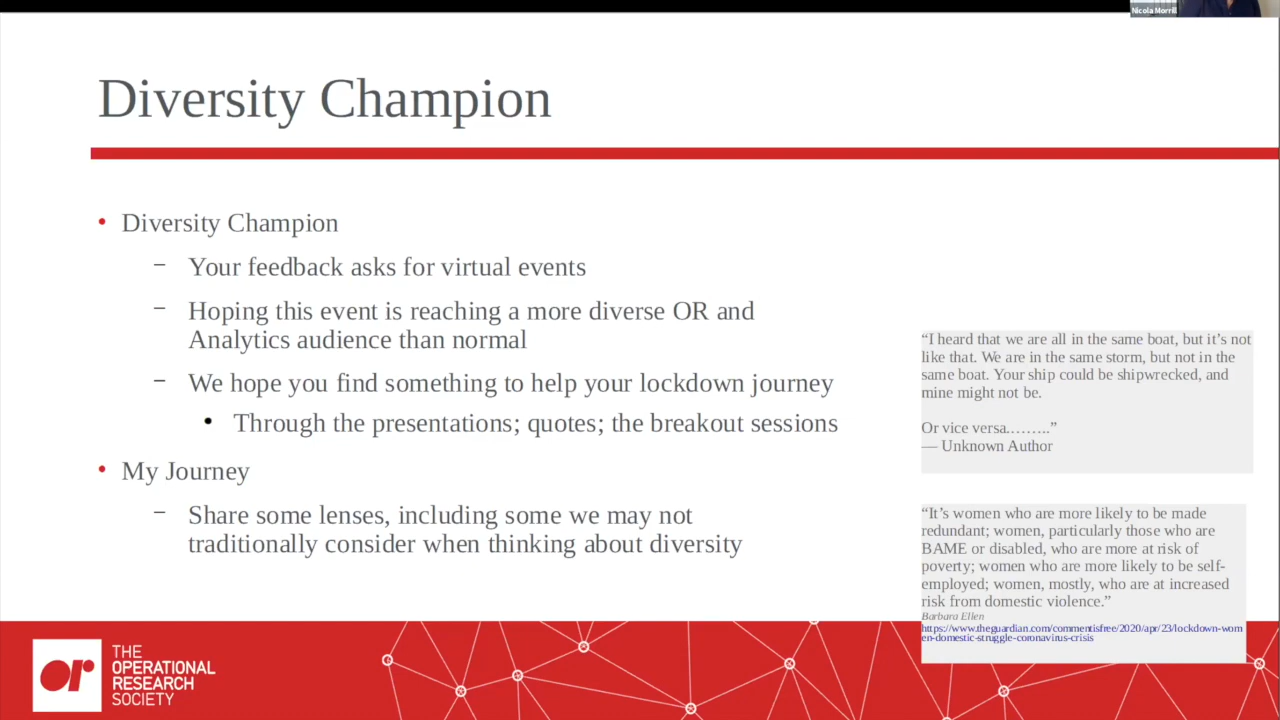 Nicola Morrill
Diversity Champion
• Diversity Champion
– Your feedback asks for virtual events
– Hoping this event is reaching a more diverse OR and
Analytics audience than normal
– We hope you find something to help your lockdown journey
• Through the presentations; quotes; the breakout sessions
• My Journey
– Share some lenses, including some we may not
traditionally consider when thinking about diversity
“I heard that we are all in the same boat, but it’s not
like that. We are in the same storm, but not in the
same boat. Your ship could be shipwrecked, and
mine might not be.
Or vice versa.……..”
— Unknown Author
“It’s women who are more likely to be made
redundant; women, particularly those who are
BAME or disabled, who are more at risk of
poverty; women who are more likely to be self-
employed; women, mostly, who are at increased
risk from domestic violence.”
Barbara Ellen
https://www.theguardian.com/commentisfree/2020/apr/23/lockdown-wom
en-domestic-struggle-coronavirus-crisis
or
THE
OPERATIONAL
RESEARCH
SOCIETY